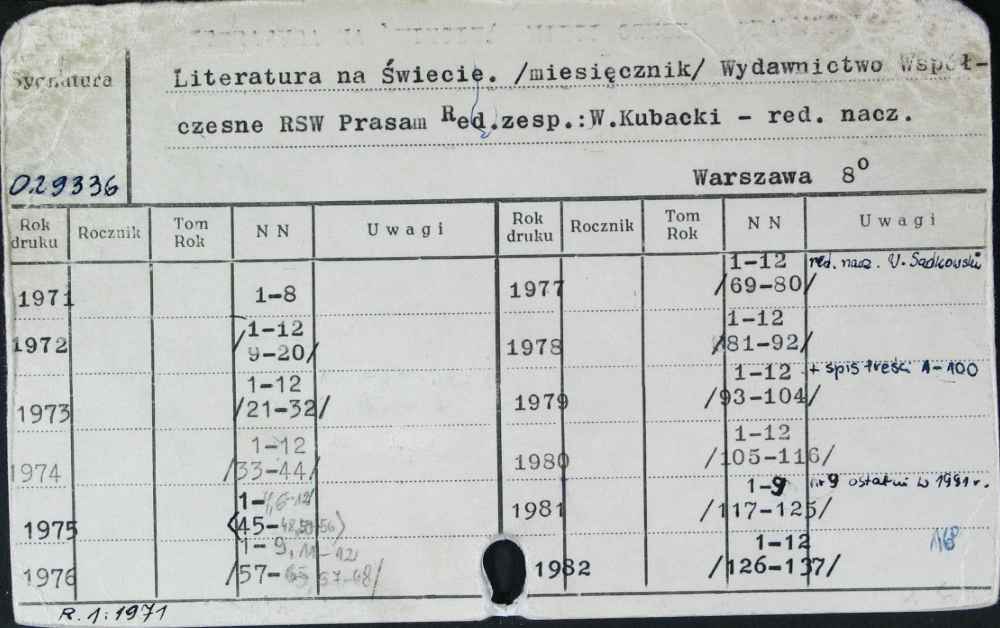 Sygnatura
Literatura na Świecie. /miesięcznik/ Wydawnictwo Współ-
czesne RSW Prasam Red.zesp.:W.Kubacki - red. nacz.
0.29336
Warszawa 8°
Rok druku Rocznik Tom Rok N N Uwagi Rok druku Rocznik Tom Rok N N Uwagi
1971 1-8
1972 1-12
/9-20/
1973 1-12
/21-32/
1974 1-12
/33-44/
1975 1-
45-
1976 1-9, 11-12
/57-
1977 1-12 red. nacz. W. Sadkowski
/69-80/
1978 1-12
/81-92/
1979 1-12 + spis treści 1-100
/93-104/
1980 1-12
/105-116/
1981 1-9 nr 9 ostatni w 1981 r.
/117-125/
1982 1-12
/126-137/
R. 1:1971